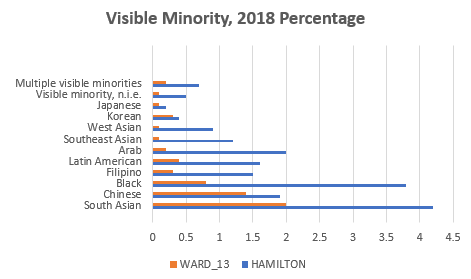 Visible Minority, 2018 Percentage
Multiple visible minorities
Visible minority, n.i.e.
Japanese
Korean
West Asian
Southeast Asian
Arab
Latin American
Filipino
Black
Chinese
South Asian
0 0.5 1 1.5 2 2.5 3 3.5 4 4.5
WARD_13 HAMILTON